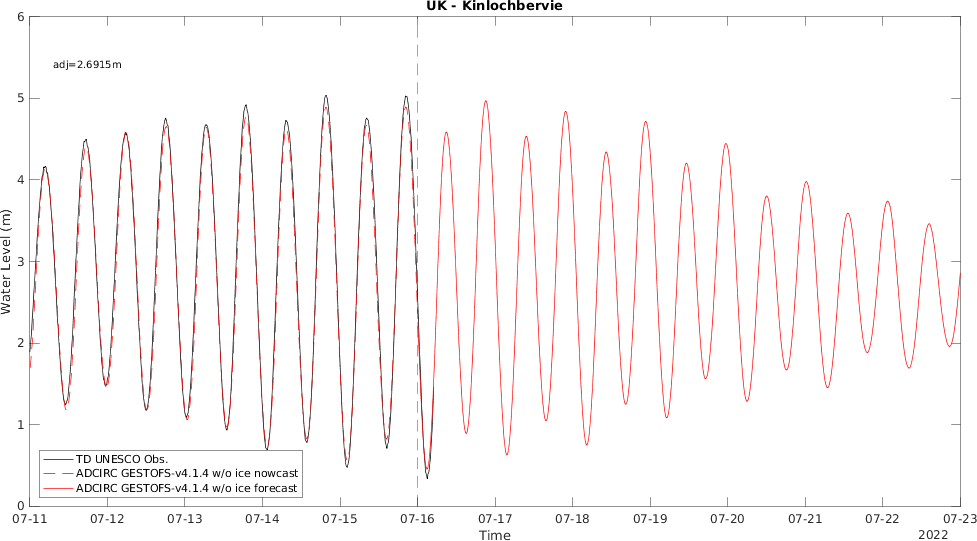 UK - Kinlochbervie
6
adj=2.6915m
5
4
3
2
1
0
Water Level (m)
TD UNESCO Obs.
ADCIRC GESTOFS-v4.1.4 w/o ice nowcast
ADCIRC GESTOFS-v4.1.4 w/o ice forecast
07-11 07-12 07-13 07-14 07-15 07-16 07-17 07-18 07-19 07-20 07-21 07-22 07-23
Time
2022